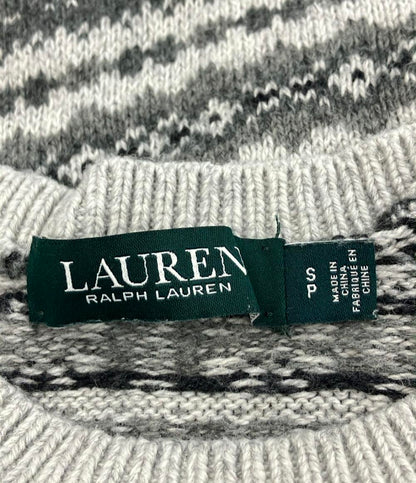 LAUREN
RALPH LAUREN
S
P
MADE IN
CHINA
FABRIQUÉ EN
CHINE